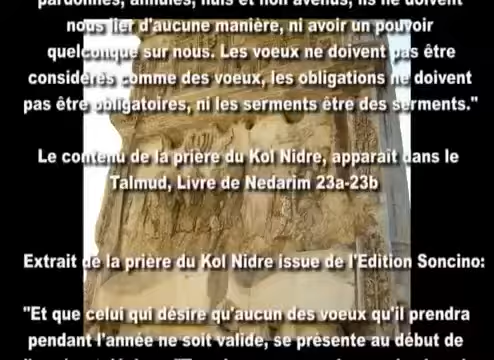 pardonnés, annulés, nuls et non avenus, ils ne doivent
nous lier d'aucune manière, ni avoir un pouvoir
quelconque sur nous. Les voeux ne doivent pas être
considérés comme des voeux, les obligations ne doivent
pas être obligatoires, ni les serments être des serments."
Le contenu de la prière du Kol Nidre, apparaît dans le
Talmud, Livre de Nedarim 23a-23b
Extrait de la prière du Kol Nidre issue de l'Edition Soncino:
"Et que celui qui désire qu'aucun des voeux qu'il prendra
pendant l'année ne soit valide, se présente au début de